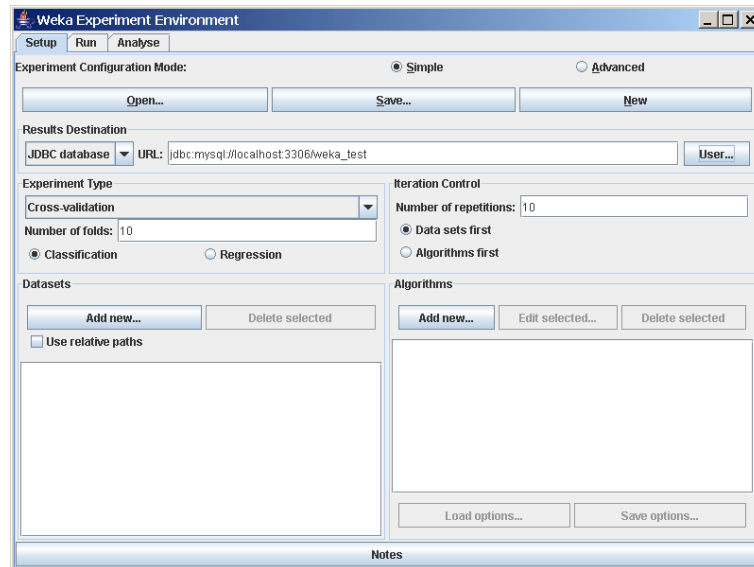 Weka Experiment Environment
Setup Run Analyse
Experiment Configuration Mode: Simple Advanced
Open... Save... New
Results Destination
JDBC database URL: jdbc:mysql://localhost:3306/weka_test User...
Experiment Type
Cross-validation
Number of folds: 10
Classification Regression
Iteration Control
Number of repetitions: 10
Data sets first
Algorithms first
Datasets
Add new... Delete selected
Use relative paths
Algorithms
Add new... Edit selected... Delete selected
Load options... Save options...
Notes